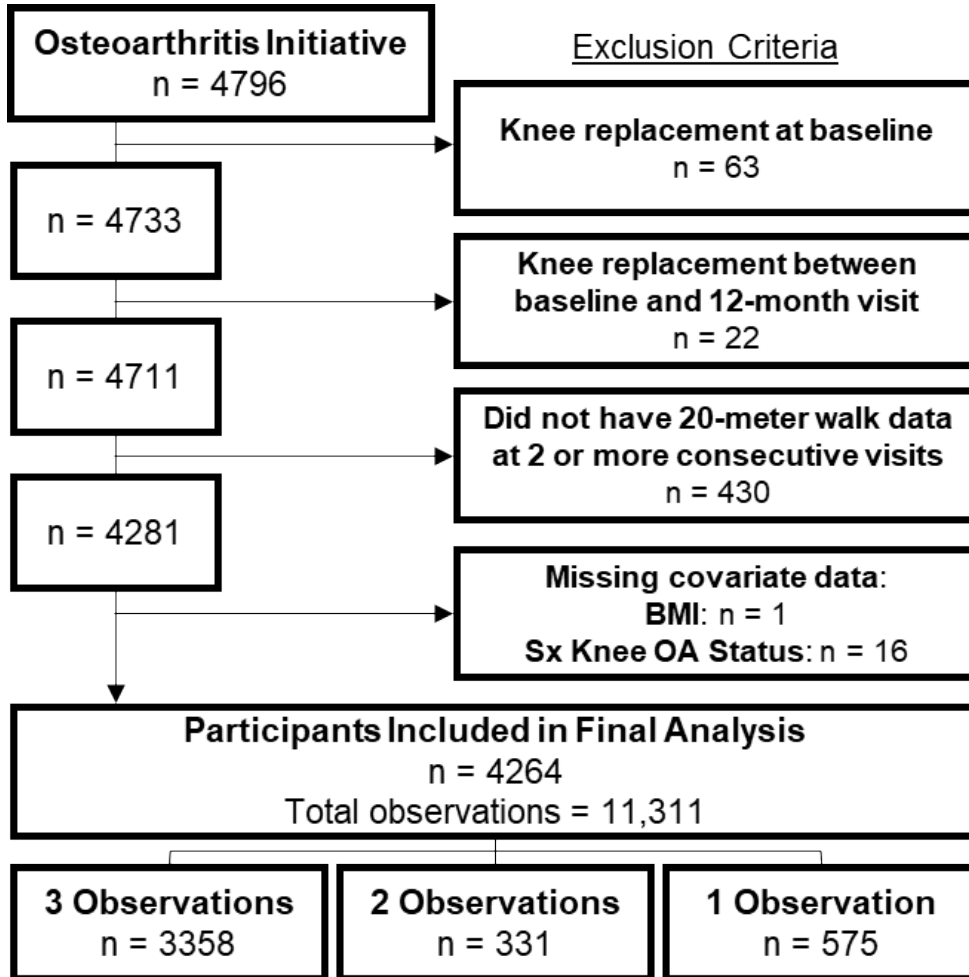 Osteoarthritis Initiative
n = 4796
Exclusion Criteria
Knee replacement at baseline
n = 63
n = 4733
Knee replacement between
baseline and 12-month visit
n = 22
n = 4711
Did not have 20-meter walk data
at 2 or more consecutive visits
n = 430
n = 4281
Missing covariate data:
BMI: n = 1
Sx Knee OA Status: n = 16
Participants Included in Final Analysis
n = 4264
Total observations = 11,311
3 Observations
n = 3358
2 Observations
n = 331
1 Observation
n = 575